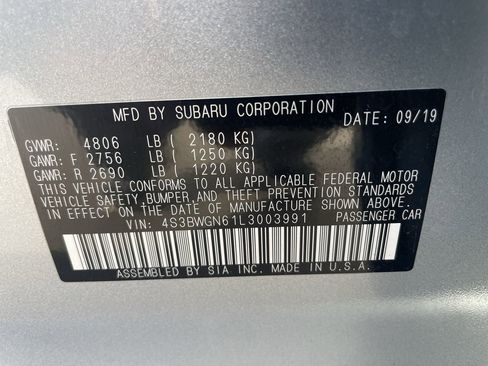 MFD BY SUBARU CORPORATION DATE: 09/19
GVWR: 4806 LB ( 2180 KG)
GAWR: F 2756 LB ( 1250 KG)
GAWR: R 2690 LB ( 1220 KG)
THIS VEHICLE CONFORMS TO ALL APPLICABLE FEDERAL MOTOR
VEHICLE SAFETY, BUMPER, AND THEFT PREVENTION STANDARDS
IN EFFECT ON THE DATE OF MANUFACTURE SHOWN ABOVE.
VIN: 4S3BWGN61L3003991 PASSENGER CAR
ASSEMBLED BY SIA INC. MADE IN U.S.A.